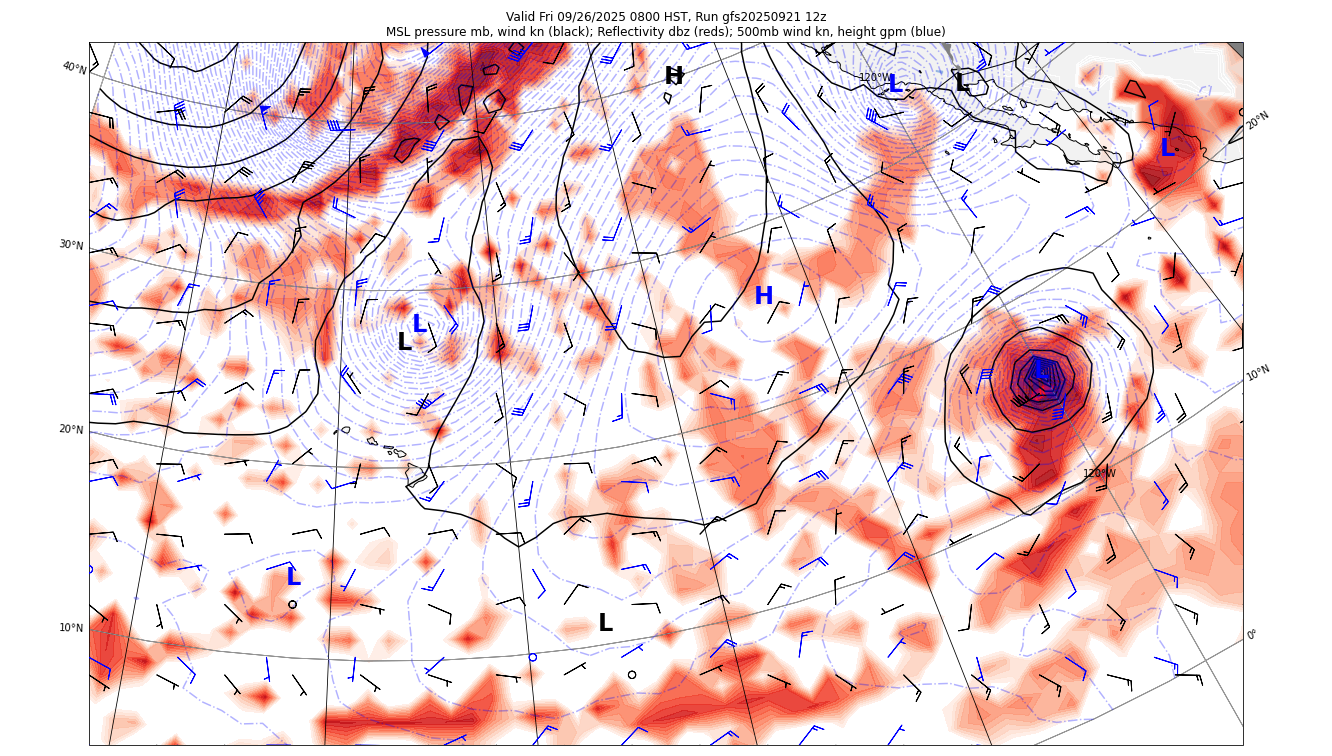 Valid Fri 09/26/2025 0800 HST, Run gfs20250921 12z
MSL pressure mb, wind kn (black); Reflectivity dbz (reds); 500mb wind kn, height gpm (blue)
40°N
H
120°W
L
L
20°N
L
30°N
H
L
L
10°N
20°N
120°W
L
10°N
L
0°